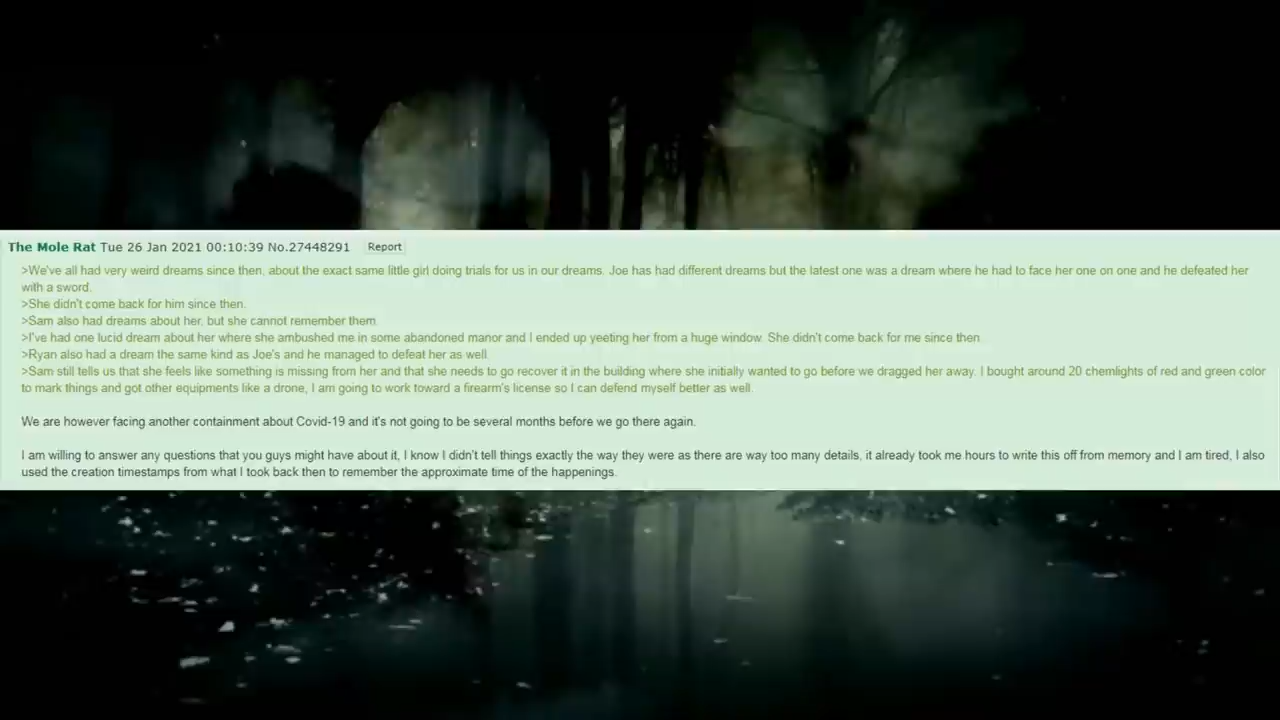 The Mole Rat Tue 26 Jan 2021 00:10:39 No.27448291 Report
>We've all had very weird dreams since then, about the exact same little girl doing trials for us in our dreams. Joe has had different dreams but the latest one was a dream where he had to face her one on one and he defeated her
with a sword.
>She didn't come back for him since then.
>Sam also had dreams about her, but she cannot remember them.
>I've had one lucid dream about her where she ambushed me in some abandoned manor and I ended up yeeting her from a huge window. She didn't come back for me since then.
>Ryan also had a dream the same kind as Joe's and he managed to defeat her as well.
>Sam still tells us that she feels like something is missing from her and that she needs to go recover it in the building where she initially wanted to go before we dragged her away. I bought around 20 chemlights of red and green color
to mark things and got other equipments like a drone, I am going to work toward a firearm's license so I can defend myself better as well.
We are however facing another containment about Covid-19 and it's not going to be several months before we go there again.
I am willing to answer any questions that you guys might have about it, I know I didn't tell things exactly the way they were as there are way too many details, it already took me hours to write this off from memory and I am tired, I also
used the creation timestamps from what I took back then to remember the approximate time of the happenings.